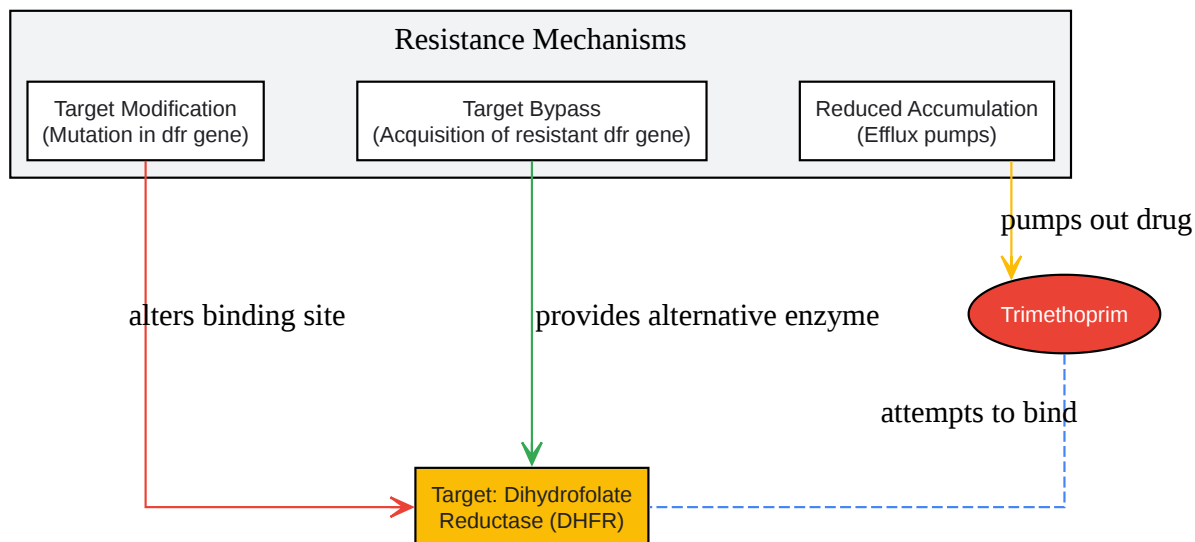 Resistance Mechanisms
Target Modification
(Mutation in dfr gene)
Target Bypass
(Acquisition of resistant dfr gene)
Reduced Accumulation
(Efflux pumps)
pumps out drug
alters binding site
provides alternative enzyme
Trimethoprim
attempts to bind
Target: Dihydrofolate
Reductase (DHFR)